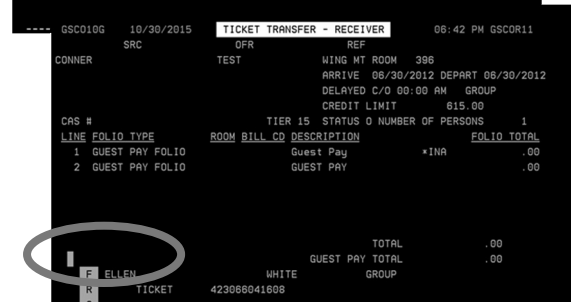 ---- GSCO10G 10/30/2015 TICKET TRANSFER - RECEIVER 06:42 PM GSCOR11
SRC OFR REF
CONNER TEST WING MT ROOM 396
ARRIVE 06/30/2012 DEPART 06/30/2012
DELAYED C/O 00:00 AM GROUP
CREDIT LIMIT 615.00
CAS # TIER 15 STATUS O NUMBER OF PERSONS 1
LINE FOLIO TYPE ROOM BILL CD DESCRIPTION FOLIO TOTAL
1 GUEST PAY FOLIO Guest Pay *INA .00
2 GUEST PAY FOLIO GUEST PAY .00
TOTAL .00
GUEST PAY TOTAL .00
F ELLEN WHITE GROUP
R TICKET 423066041608